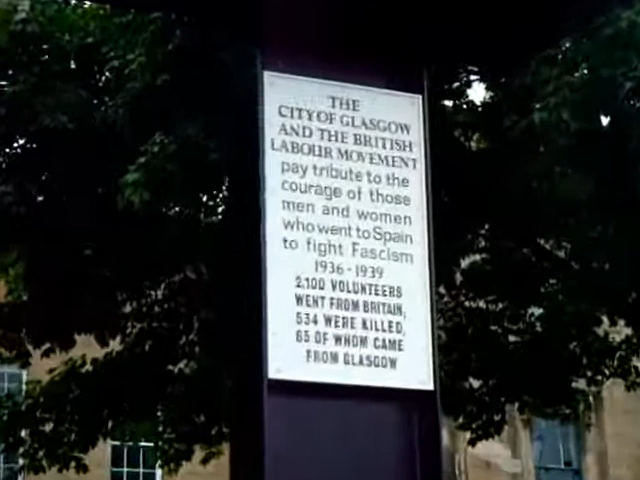 THE
CITY OF GLASGOW
AND THE BRITISH
LABOUR MOVEMENT
pay tribute to the
courage of those
men and women
who went to Spain
to fight Fascism
1936-1939
2,100 VOLUNTEERS
WENT FROM BRITAIN,
534 WERE KILLED,
65 OF WHOM CAME
FROM GLASGOW